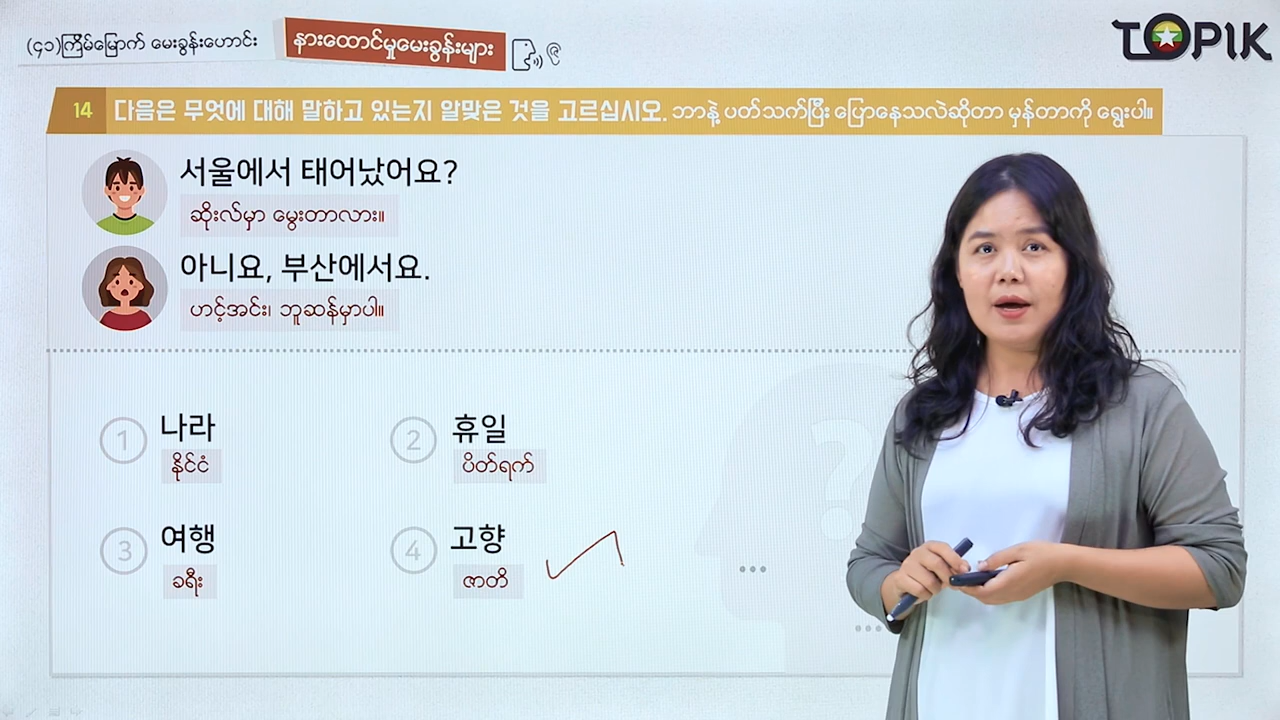 (၄၁)ကြိမ်မြောက် မေးခွန်းဟောင်း
နားထောင်မှုမေးခွန်းများ
၉
TOPIK
14 다음은 무엇에 대해 말하고 있는지 알맞은 것을 고르십시오. ဘာနဲ့ ပတ်သက်ပြီး ပြောနေသလဲဆိုတာ မှန်တာကို ရွေးပါ။
서울에서 태어났어요?
ဆိုးလ်မှာ မွေးတာလား။
아니요, 부산에서요.
ဟင့်အင်း၊ ဘူဆန်မှာပါ။
1 나라
နိုင်ငံ
2 휴일
ပိတ်ရက်
3 여행
ခရီး
4 고향
ဇာတိ